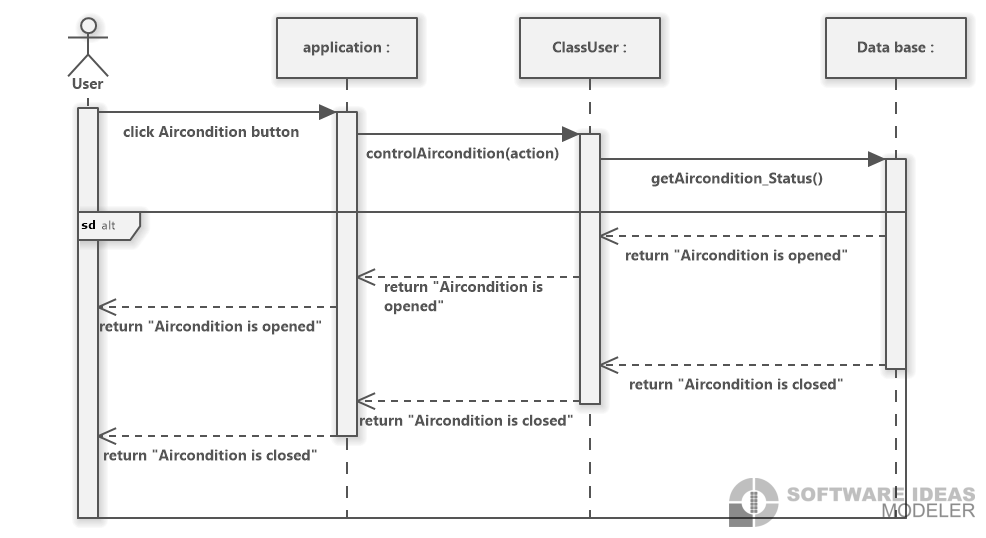 application :
ClassUser :
Data base :
User
click Aircondition button
controlAircondition(action)
getAircondition_Status()
sd alt
return "Aircondition is opened"
return "Aircondition is
opened"
return "Aircondition is opened"
return "Aircondition is closed"
return "Aircondition is closed"
return "Aircondition is closed"
SOFTWARE IDEAS
MODELER